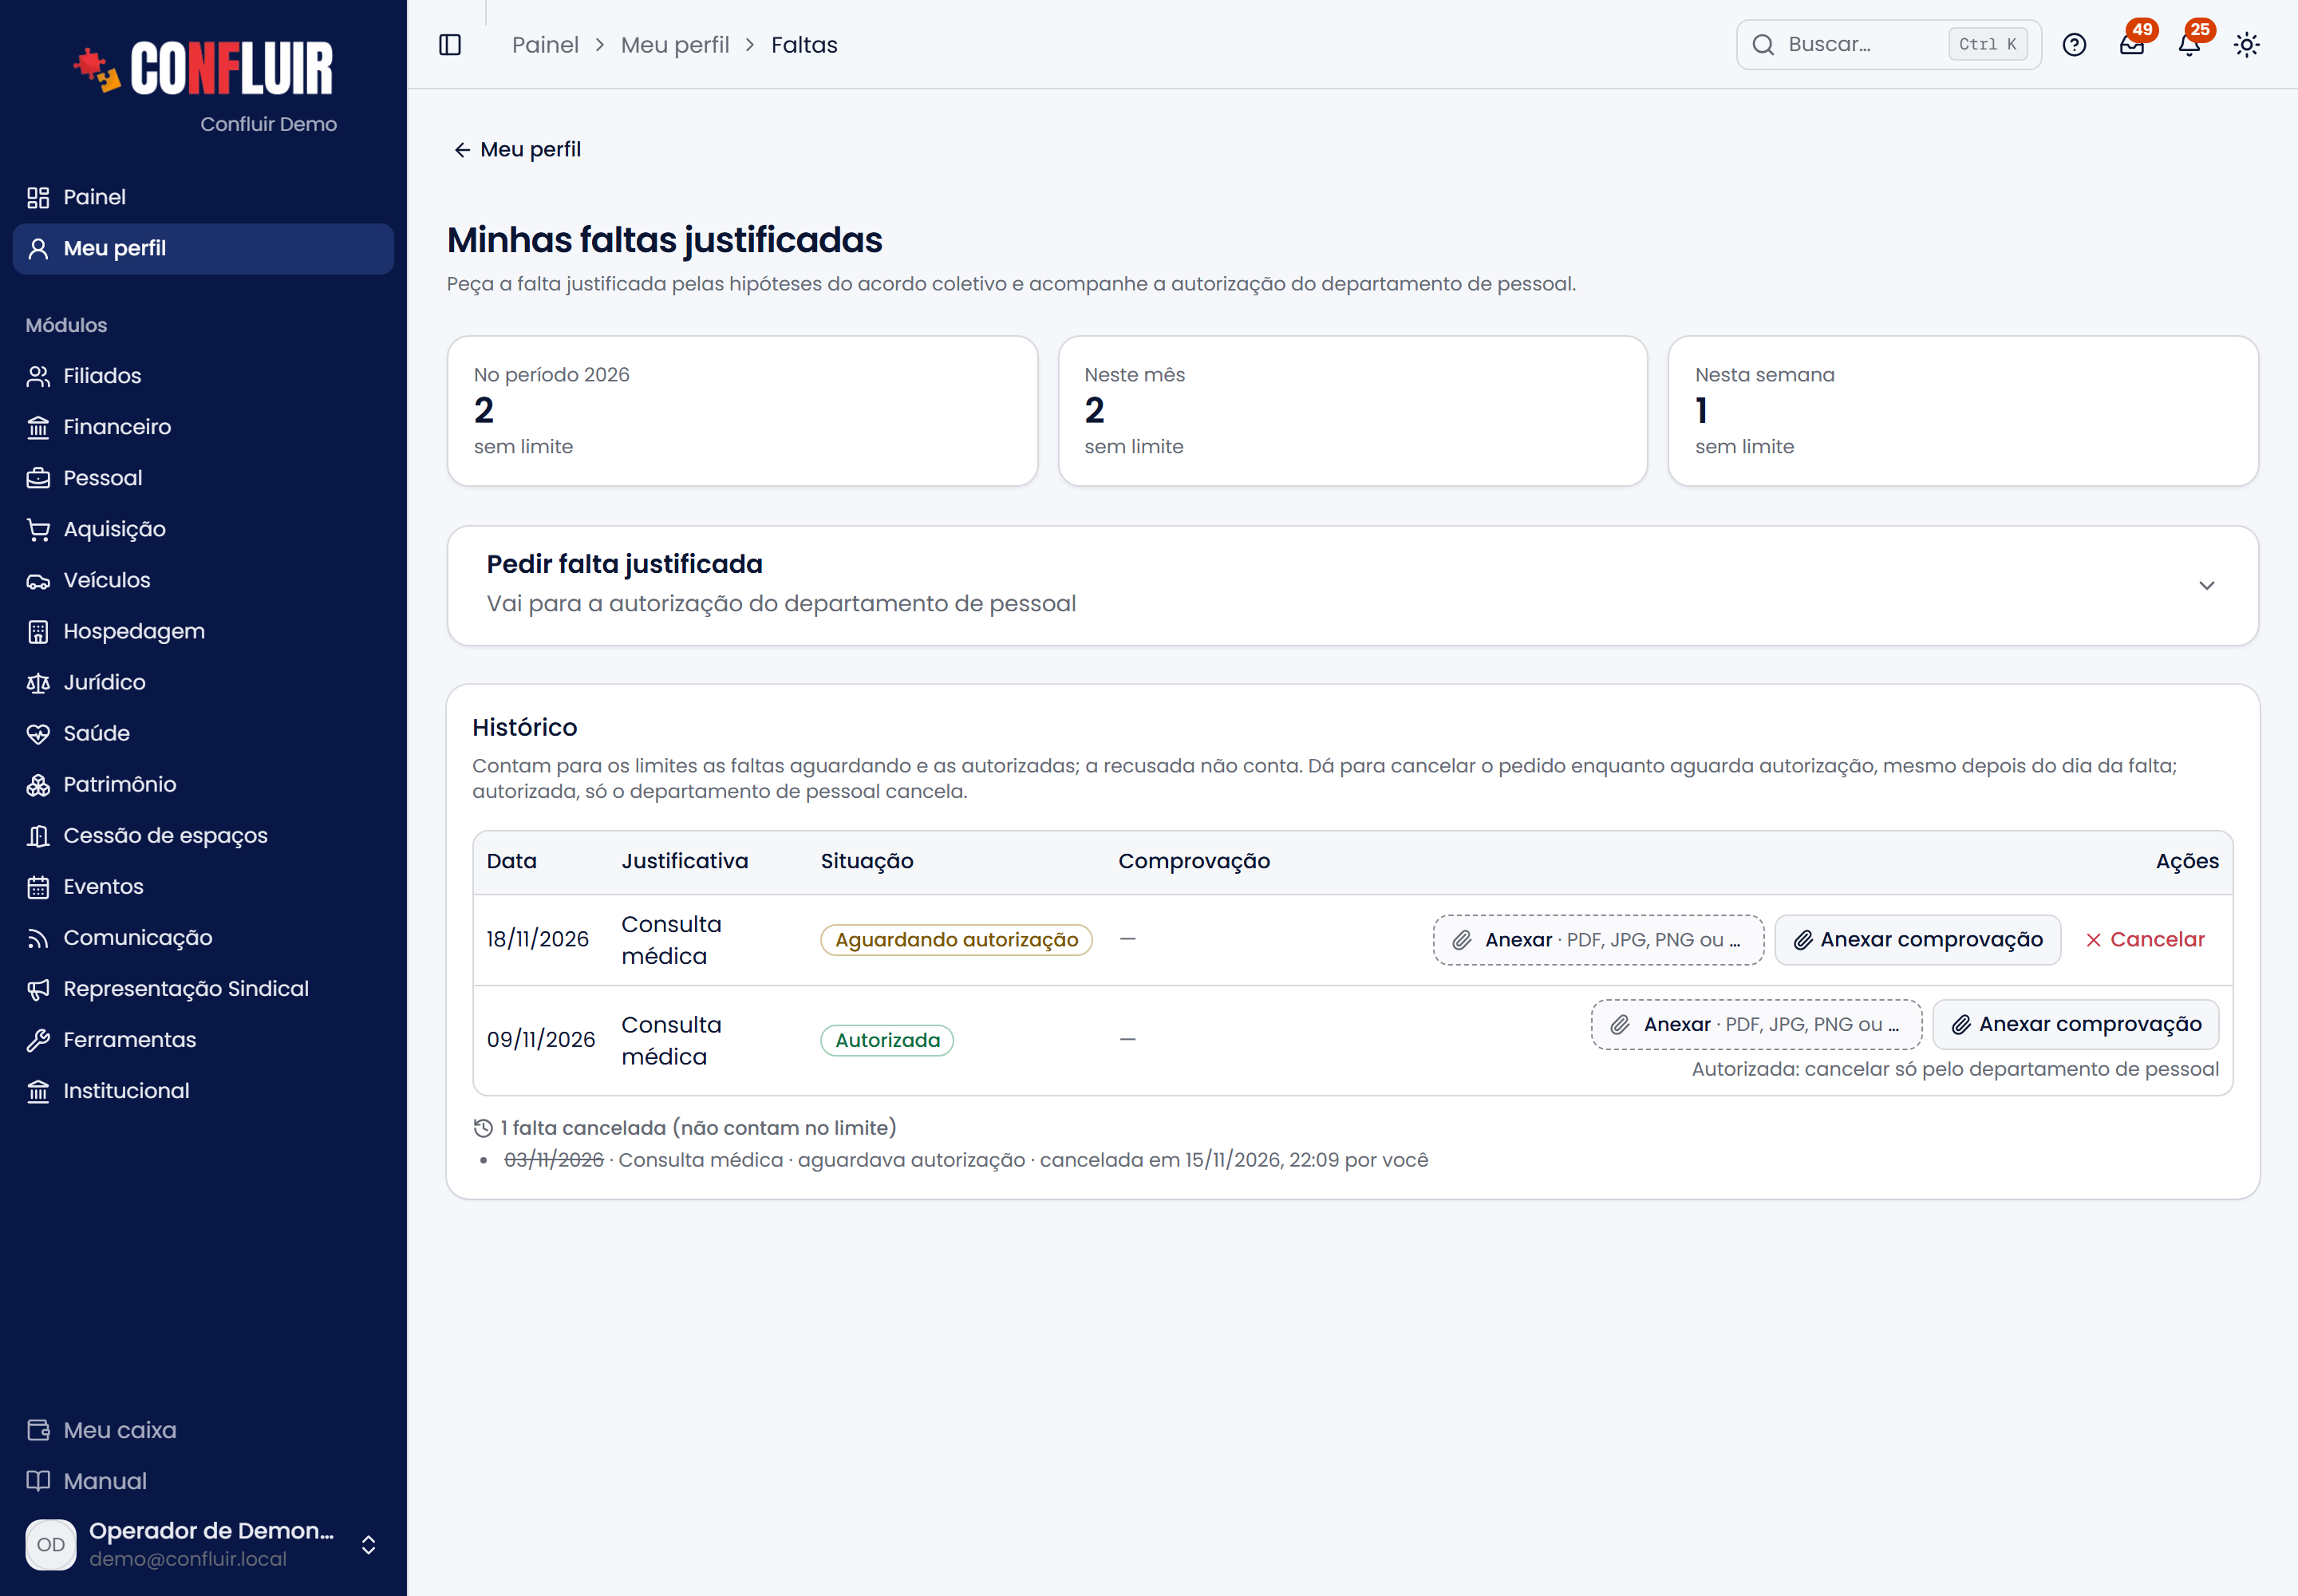 CONFLUIR
Confluir Demo
Painel
Meu perfil
Módulos
Filiados
Financeiro
Pessoal
Aquisição
Veículos
Hospedagem
Jurídico
Saúde
Patrimônio
Cessão de espaços
Eventos
Comunicação
Representação Sindical
Ferramentas
Institucional
Meu caixa
Manual
OD
Operador de Demon...
demo@confluir.local
Painel > Meu perfil > Faltas
Buscar...
Ctrl K
49
25
Meu perfil
Minhas faltas justificadas
Peça a falta justificada pelas hipóteses do acordo coletivo e acompanhe a autorização do departamento de pessoal.
No período 2026
2
sem limite
Neste mês
2
sem limite
Nesta semana
1
sem limite
Pedir falta justificada
Vai para a autorização do departamento de pessoal
Histórico
Contam para os limites as faltas aguardando e as autorizadas; a recusada não conta. Dá para cancelar o pedido enquanto aguarda autorização, mesmo depois do dia da falta;
autorizada, só o departamento de pessoal cancela.
Data Justificativa Situação Comprovação Ações
18/11/2026 Consulta médica Aguardando autorização — Anexar · PDF, JPG, PNG ou ... Anexar comprovação Cancelar
09/11/2026 Consulta médica Autorizada — Anexar · PDF, JPG, PNG ou ... Anexar comprovação
Autorizada: cancelar só pelo departamento de pessoal
1 falta cancelada (não contam no limite)
• 03/11/2026 · Consulta médica · aguardava autorização · cancelada em 15/11/2026, 22:09 por você